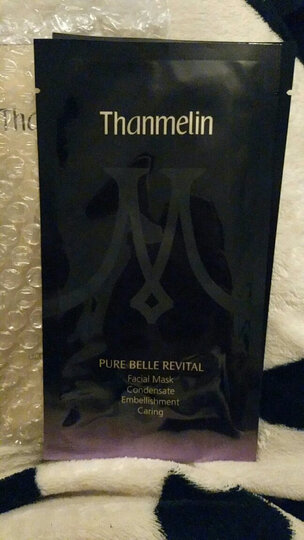 Thanmelin
PURE BELLE REVITAL
Facial Mask
Condensate
Embellishment
Caring